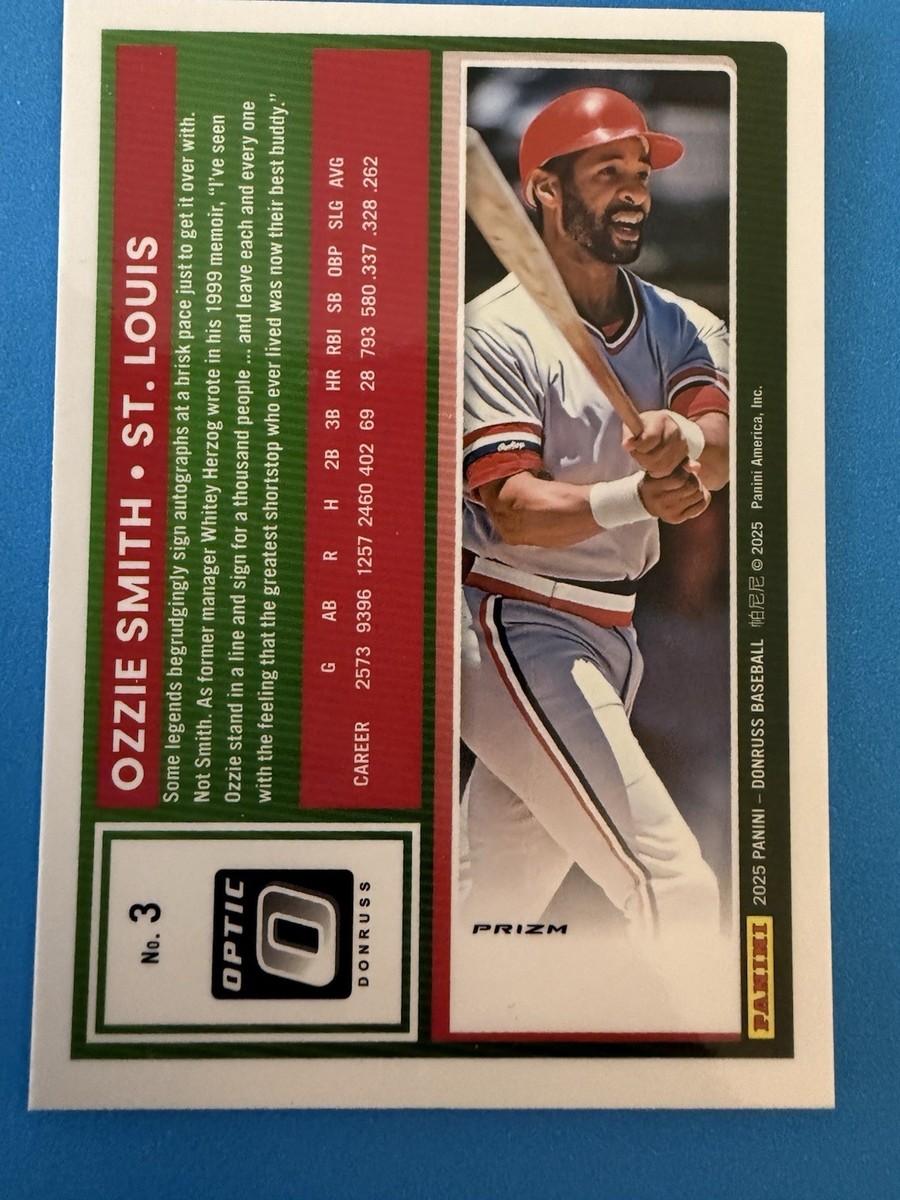 No. 3
OPTIC
DONRUSS
OZZIE SMITH • ST. LOUIS
Some legends begrudgingly sign autographs at a brisk pace just to get it over with.
Not Smith. As former manager Whitey Herzog wrote in his 1999 memoir, “I’ve seen
Ozzie stand in a line and sign for a thousand people ... and leave each and every one
with the feeling that the greatest shortstop who ever lived was now their best buddy.”
G AB R H 2B 3B HR RBI SB OBP SLG AVG
CAREER 2573 9396 1257 2460 402 69 28 793 580 .337 .328 .262
PRIZM
Rawlings
PANINI 2025 PANINI – DONRUSS BASEBALL 帕尼尼 © 2025 Panini America, Inc.